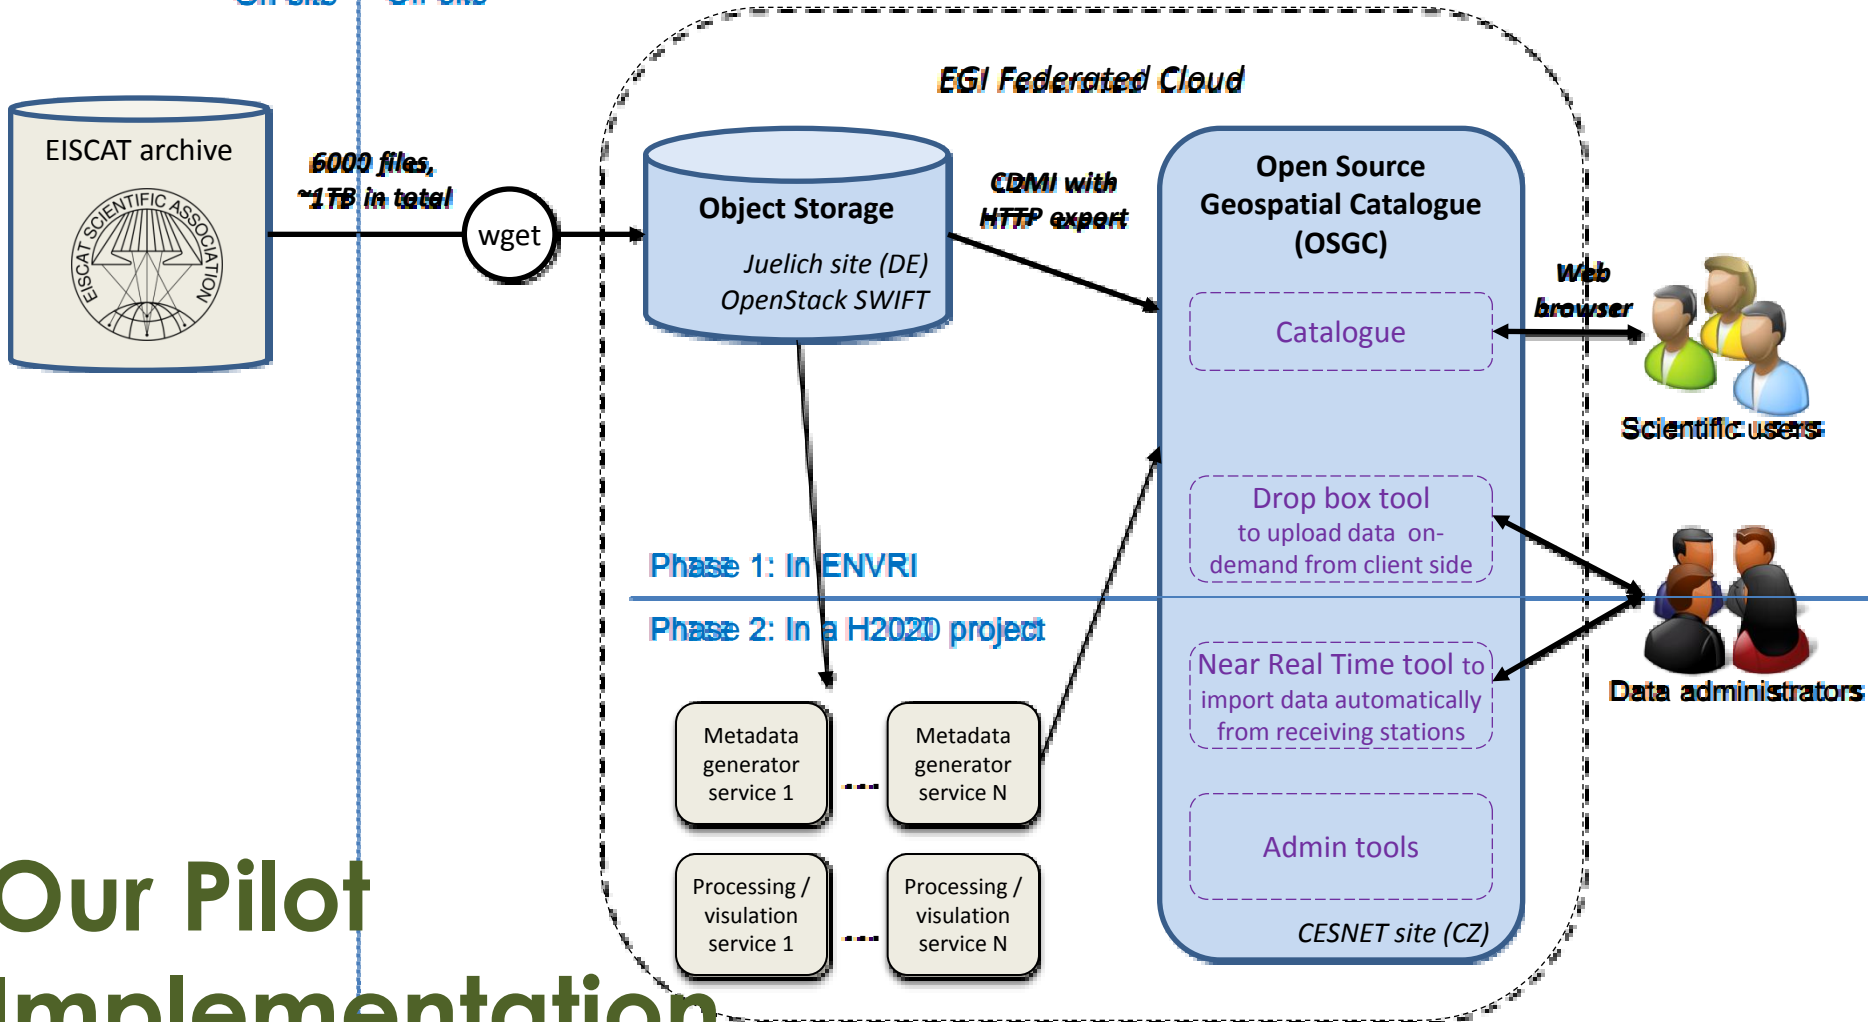 EGI Federated Cloud
EISCAT archive
EISCAT SCIENTIFIC ASSOCIATION
6000 files,
~1TB in total
wget
Object Storage
Juelich site (DE)
OpenStack SWIFT
CDMI with
HTTP export
Open Source
Geospatial Catalogue
(OSGC)
Catalogue
Web
browser
Scientific users
Drop box tool
to upload data on-
demand from client side
Phase 1: In ENVRI
Phase 2: In a H2020 project
Near Real Time tool to
import data automatically
from receiving stations
Data administrators
Metadata
generator
service 1
....
Metadata
generator
service N
Admin tools
Processing /
visulation
service 1
....
Processing /
visulation
service N
CESNET site (CZ)
Our Pilot
Implementation